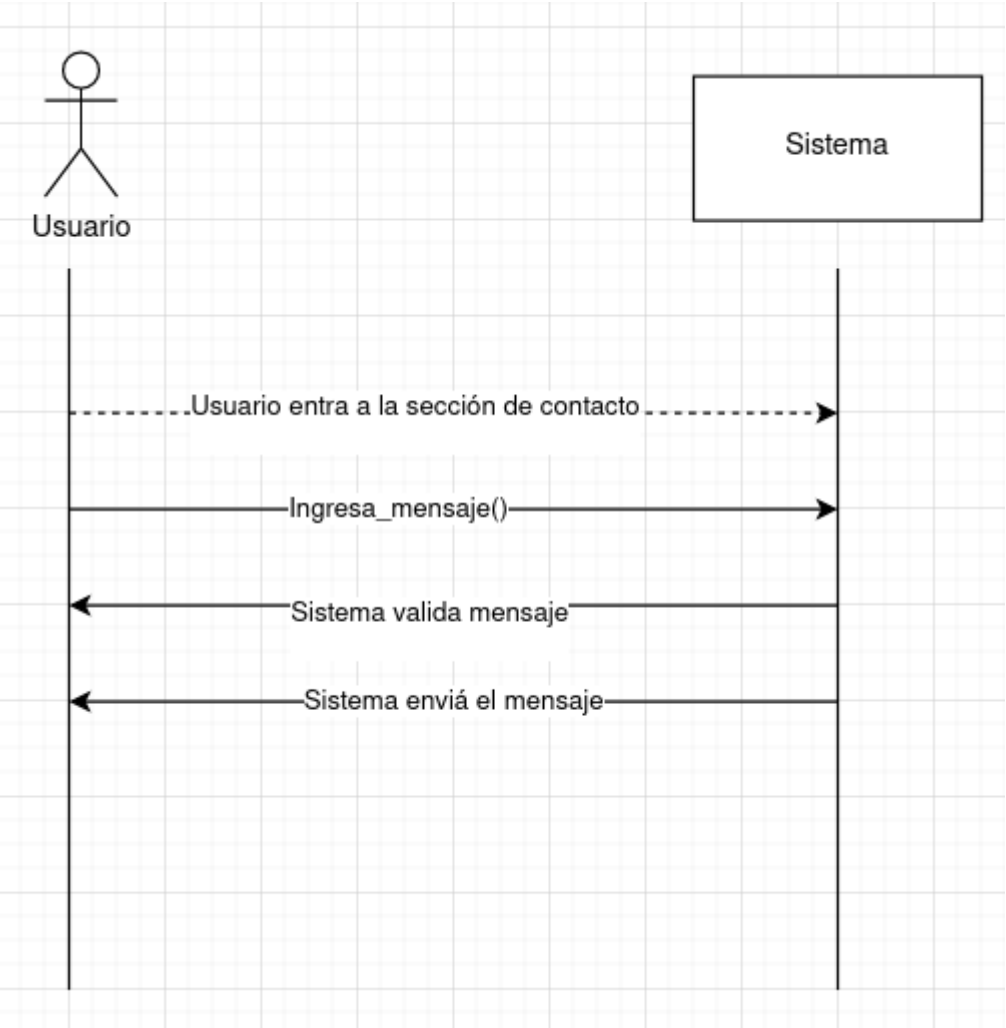 Sistema
Usuario
Usuario entra a la sección de contacto
Ingresa_mensaje()
Sistema valida mensaje
Sistema enviá el mensaje